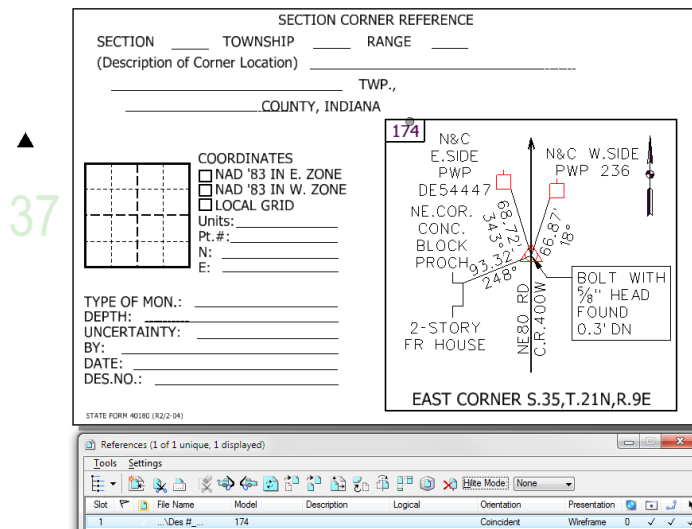 SECTION CORNER REFERENCE
SECTION TOWNSHIP RANGE
(Description of Corner Location)
TWP.,
COUNTY, INDIANA
37
COORDINATES
NAD '83 IN E. ZONE
NAD '83 IN W. ZONE
LOCAL GRID
Units:
Pt.#:
N:
E:
TYPE OF MON.:
DEPTH:
UNCERTAINTY:
BY:
DATE:
DES.NO.:
STATE FORM 40180 (R2/2-04)
174
N&C
E.SIDE
PWP
DE54447
N&C W.SIDE
PWP 236
NE.COR.
CONC.
BLOCK
PROCH
68.72'
343°
66.87'
18°
93.32'
248°
2-STORY
FR HOUSE
NE80 RD
C.R.400W
BOLT WITH
5/8" HEAD
FOUND
0.3' DN
EAST CORNER S.35,T.21N,R.9E
References (1 of 1 unique, 1 displayed)
Tools Settings
Hilite Mode: None
Slot File Name Model Description Logical Orientation Presentation
1 ...\Des #_... 174 Coincident Wireframe 0